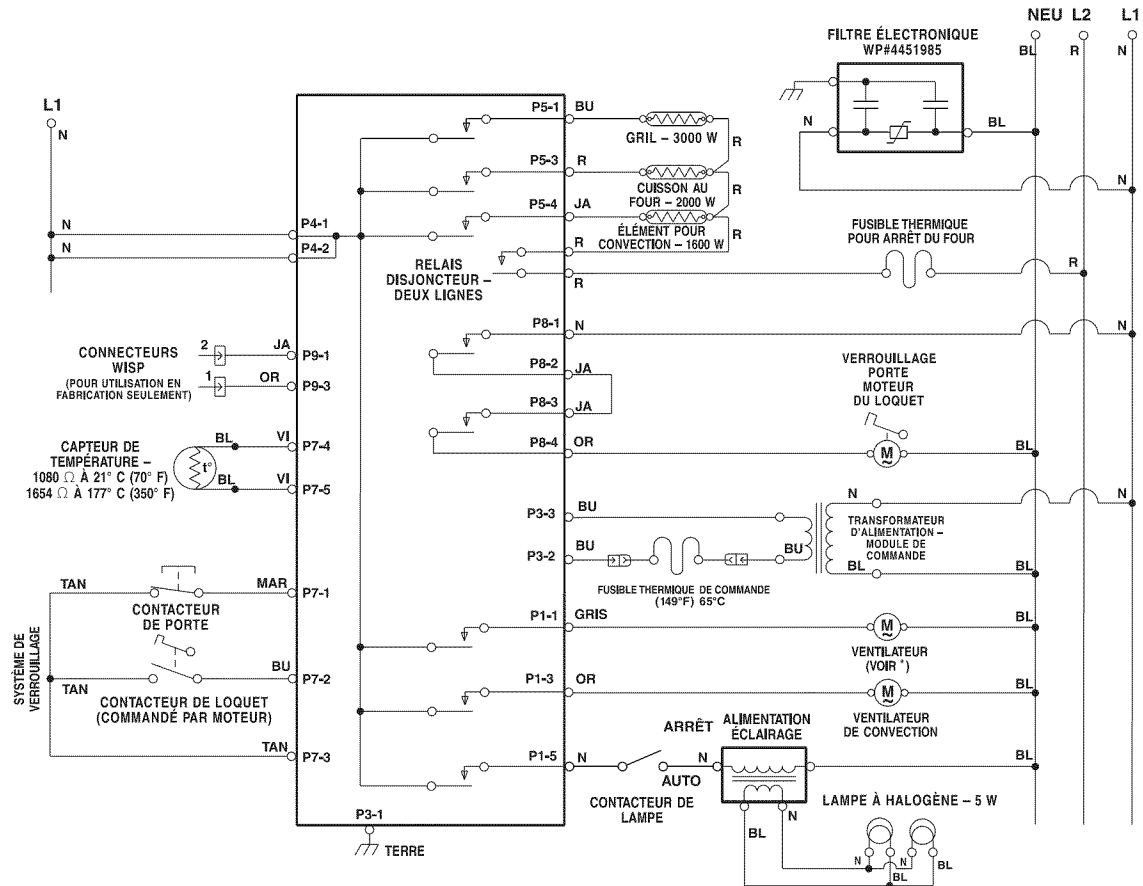 NEU L2 L1
BL R N
FILTRE ÉLECTRONIQUE
WP#4451985
N BL
N
L1
N
N
N
P4-1
P4-2
P5-1 BU
GRIL – 3000 W
R
P5-3 R
CUISSON AU
FOUR – 2000 W
R
P5-4 JA
ÉLÉMENT POUR
CONVECTION – 1600 W
R
R
R
RELAIS
DISJONCTEUR –
DEUX LIGNES
FUSIBLE THERMIQUE
POUR ARRÊT DU FOUR
R
P8-1 N
N
P8-2
JA
P8-3
JA
P8-4 OR
VERROUILLAGE
PORTE
MOTEUR
DU LOQUET
M
BL
CONNECTEURS
WISP
(POUR UTILISATION EN
FABRICATION SEULEMENT)
2 JA P9-1
1 OR P9-3
CAPTEUR DE
TEMPÉRATURE –
1080 Ω À 21° C (70° F)
1654 Ω À 177° C (350° F)
BL VI P7-4
t°
BL VI P7-5
P3-3 BU
P3-2 BU
BU
FUSIBLE THERMIQUE DE COMMANDE
(149°F) 65°C
N N
TRANSFORMATEUR
D'ALIMENTATION –
MODULE DE
COMMANDE
BL BL
SYSTÈME DE
VERROUILLAGE
TAN MAR P7-1
CONTACTEUR
DE PORTE
TAN BU P7-2
CONTACTEUR DE LOQUET
(COMMANDÉ PAR MOTEUR)
TAN P7-3
P1-1 GRIS
M
BL
VENTILATEUR
(VOIR *)
P1-3 OR
M
BL
VENTILATEUR
DE CONVECTION
P1-5 N
ARRÊT
AUTO
CONTACTEUR DE
LAMPE
N
ALIMENTATION
ÉCLAIRAGE
BL
BL N
LAMPE À HALOGÈNE – 5 W
N N BL
BL
P3-1
TERRE